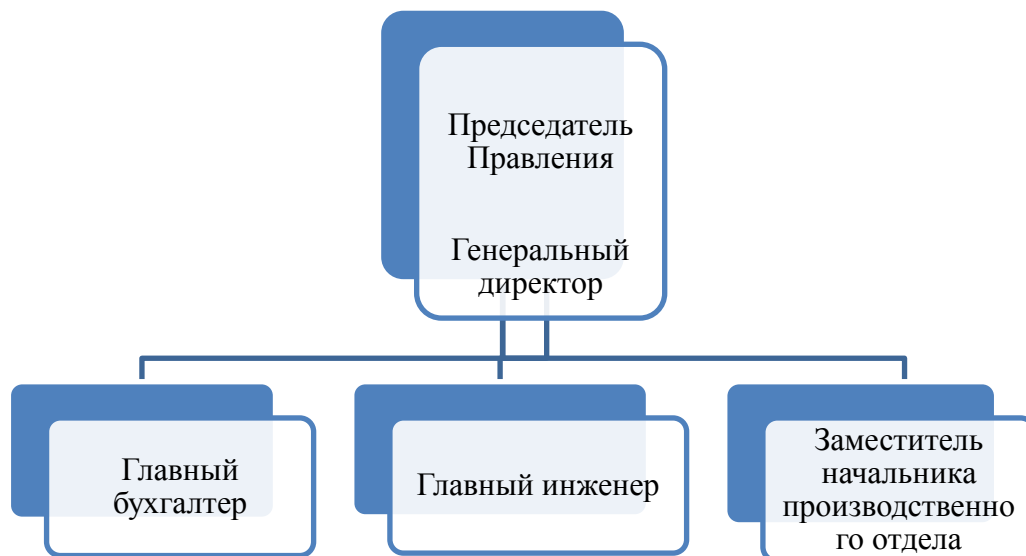 Председатель
Правления
Генеральный
директор
Главный
бухгалтер
Главный инженер
Заместитель
начальника
производственно
го отдела